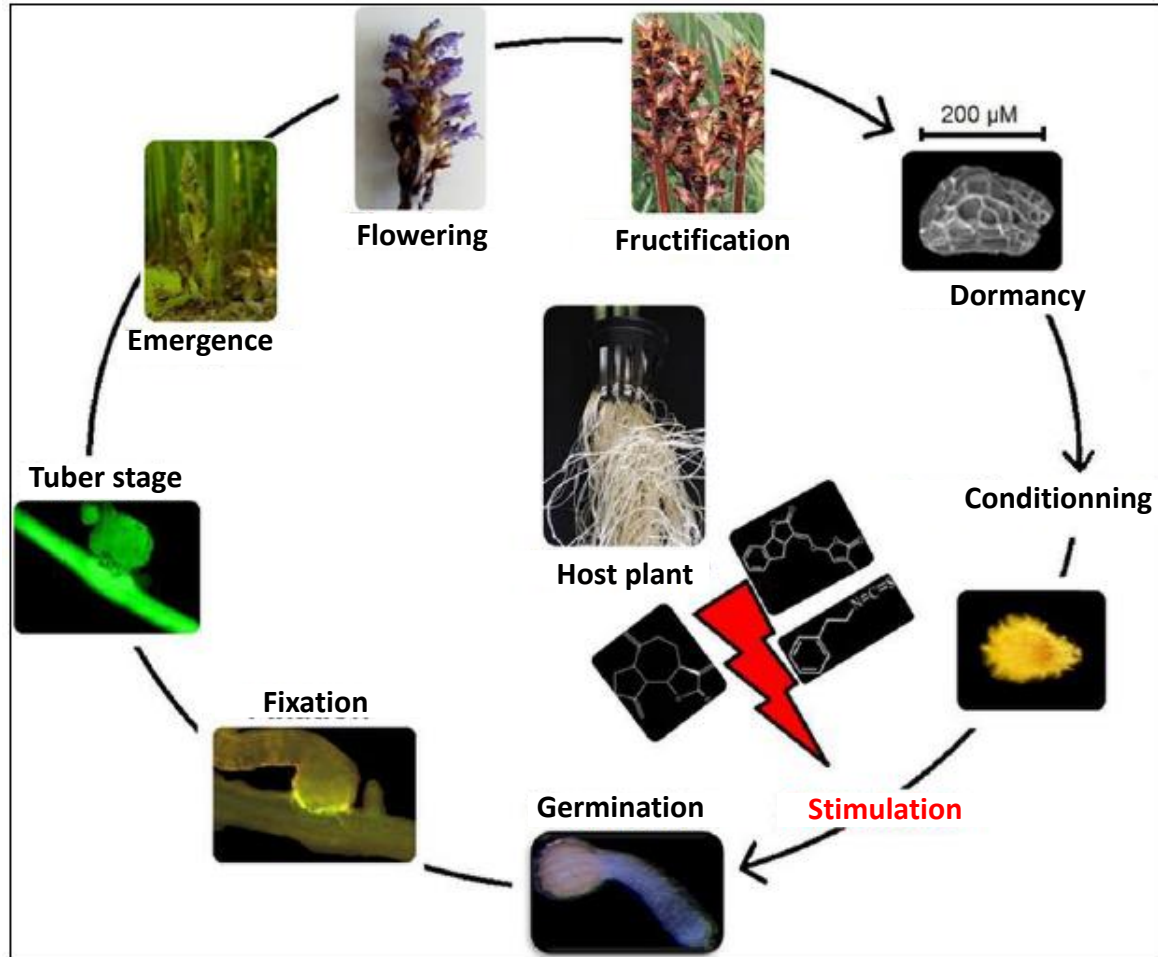 200 µM
Flowering
Fructification
Dormancy
Emergence
Tuber stage
Conditionning
Host plant
N=C=S
Fixation
Germination
Stimulation